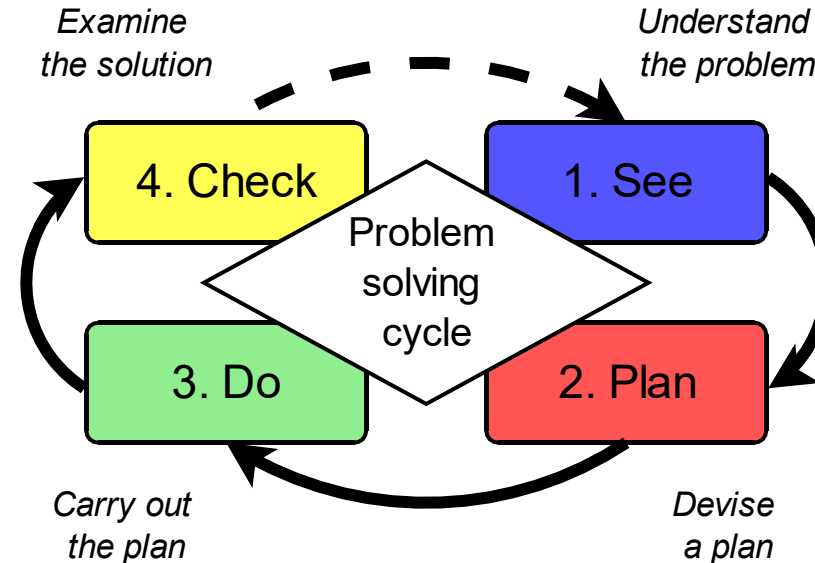 Examine
the solution
Understand
the problem
4. Check
1. See
Problem
solving
cycle
3. Do
2. Plan
Carry out
the plan
Devise
a plan